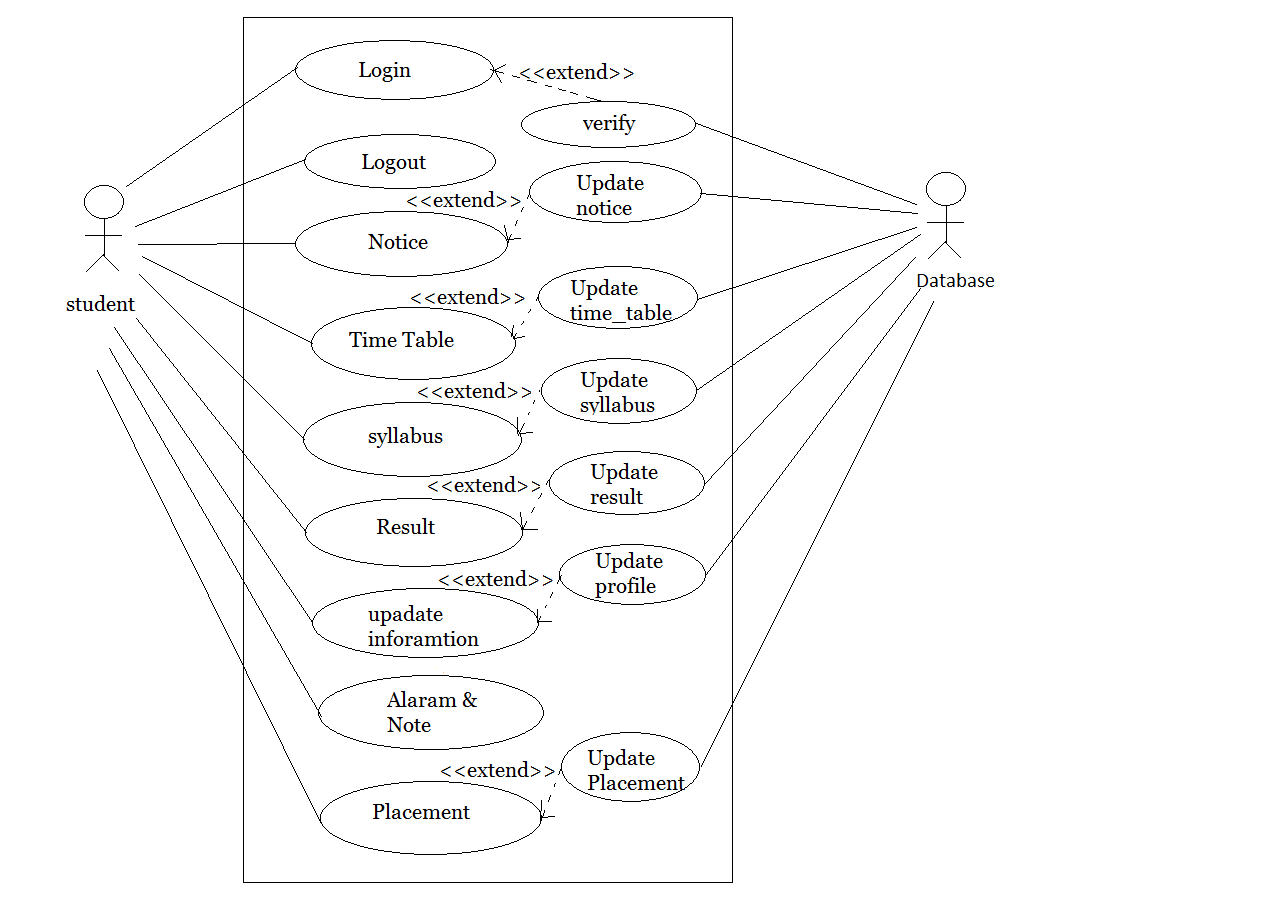 Login
<<extend>>
verify
Logout
Update
notice
<<extend>>
Notice
student
Database
Update
time_table
<<extend>>
Time Table
Update
syllabus
<<extend>>
syllabus
Update
result
<<extend>>
Result
Update
profile
<<extend>>
upadate
inforamtion
Alaram &
Note
Update
Placement
<<extend>>
Placement